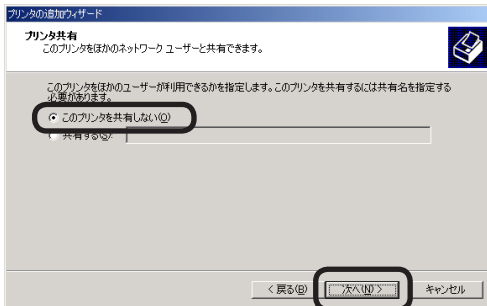 プリンタの追加ウィザード
プリンタ共有
このプリンタをほかのネットワーク ユーザーと共有できます。
このプリンタをほかのユーザーが利用できるかを指定します。このプリンタを共有するには共有名を指定する
必要があります。
このプリンタを共有しない(O)
共有する(S):
< 戻る(B)
次へ(N) >
キャンセル